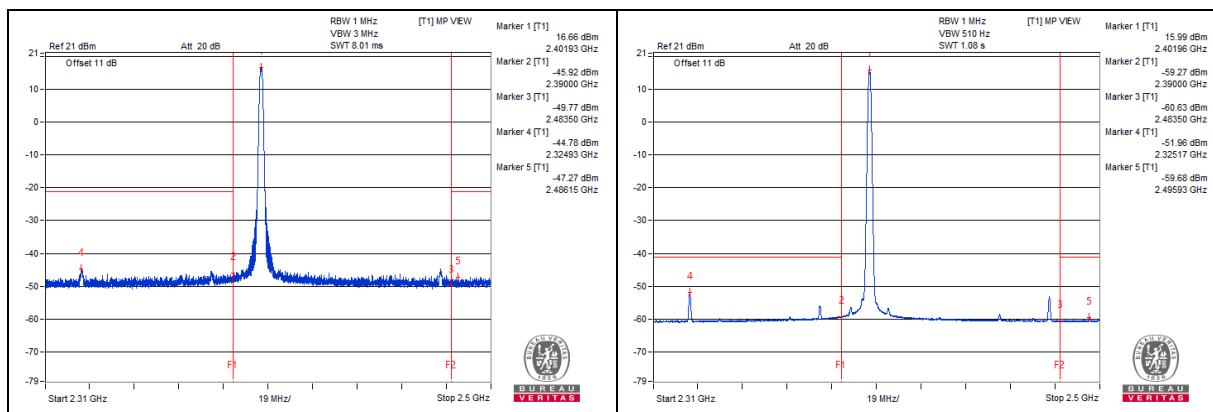 RBW 1 MHz [T1] MP VIEW
VBW 3 MHz
Ref 21 dBm Att 20 dB SWT 8.01 ms
Offset 11 dB
21
10
0
-10
-20
-30
-40
-50
-60
-70
-79
4
2
3
5
F1
F2
Start 2.31 GHz 19 MHz/ Stop 2.5 GHz
Marker 1 [T1]
16.66 dBm
2.40193 GHz
Marker 2 [T1]
-45.92 dBm
2.39000 GHz
Marker 3 [T1]
-49.77 dBm
2.48350 GHz
Marker 4 [T1]
-44.78 dBm
2.32493 GHz
Marker 5 [T1]
-47.27 dBm
2.48615 GHz
1828
BUREAU
VERITAS
RBW 1 MHz [T1] MP VIEW
VBW 510 Hz
Ref 21 dBm Att 20 dB SWT 1.08 s
Offset 11 dB
21
10
0
-10
-20
-30
-40
-50
-60
-70
-79
4
2
3
5
F1
F2
Start 2.31 GHz 19 MHz/ Stop 2.5 GHz
Marker 1 [T1]
15.99 dBm
2.40196 GHz
Marker 2 [T1]
-59.27 dBm
2.39000 GHz
Marker 3 [T1]
-60.63 dBm
2.48350 GHz
Marker 4 [T1]
-51.96 dBm
2.32517 GHz
Marker 5 [T1]
-59.68 dBm
2.49593 GHz
1828
BUREAU
VERITAS